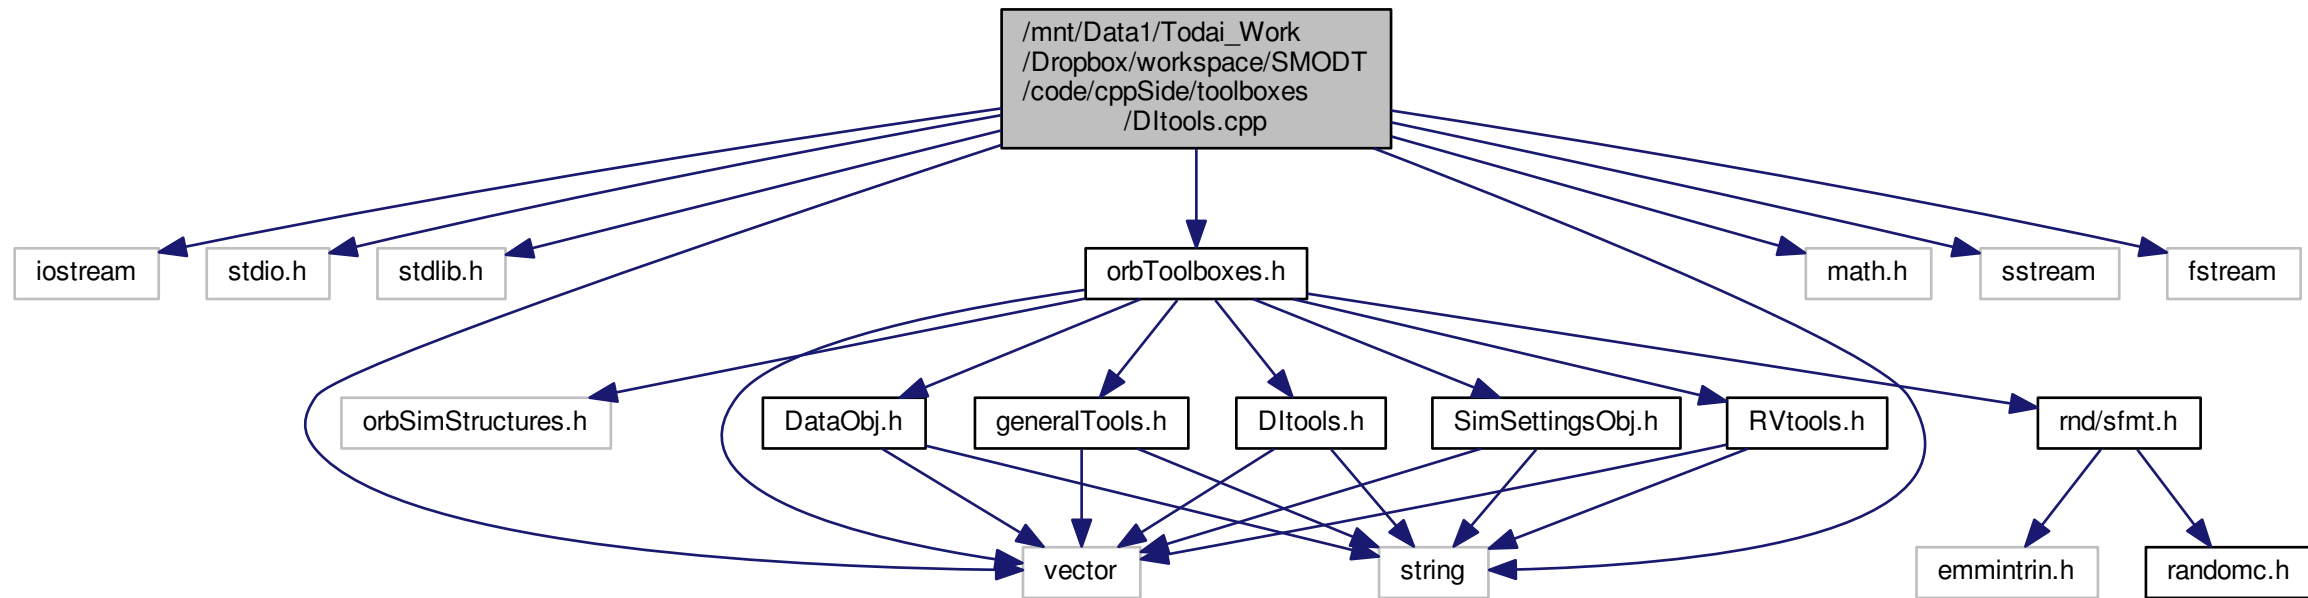 /mnt/Data1/Todai_Work
/Dropbox/workspace/SMODT
/code/cppSide/toolboxes
/DItools.cpp
iostream
stdio.h
stdlib.h
orbToolboxes.h
math.h
sstream
fstream
orbSimStructures.h
DataObj.h
generalTools.h
DItools.h
SimSettingsObj.h
RVtools.h
rnd/sfmt.h
vector
string
emmintrin.h
randomc.h